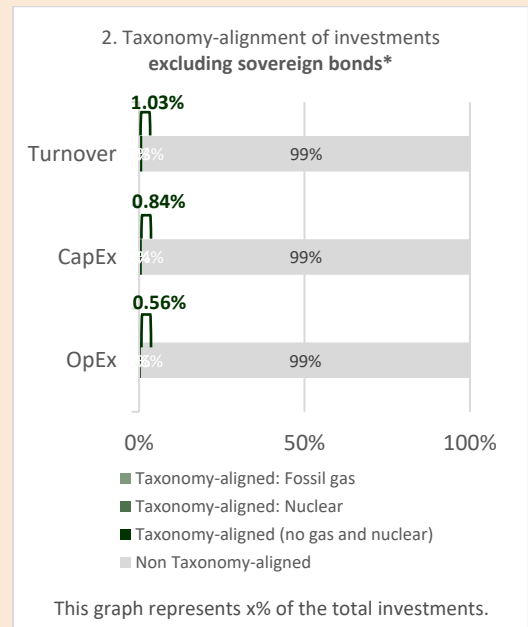 2. Taxonomy-alignment of investments
excluding sovereign bonds*
1.03%
Turnover
99%
0.84%
CapEx
99%
0.56%
OpEx
99%
0% 50% 100%
Taxonomy-aligned: Fossil gas
Taxonomy-aligned: Nuclear
Taxonomy-aligned (no gas and nuclear)
Non Taxonomy-aligned
This graph represents x% of the total investments.